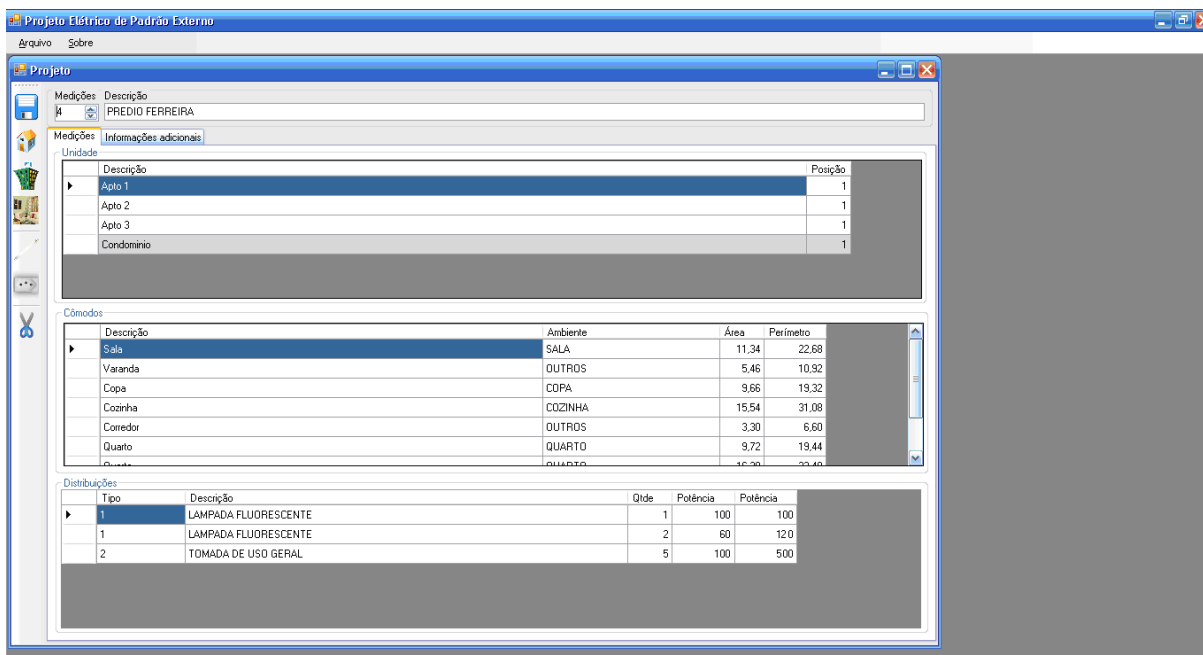 Projeto Elétrico de Padrão Externo
Arquivo Sobre
Projeto
Medições Descrição
4 PREDIO FERREIRA
Medições Informações adicionais
Unidade
Descrição Posição
Apto 1 1
Apto 2 1
Apto 3 1
Condominio 1
Cômodos
Descrição Ambiente Área Perímetro
Sala SALA 11,34 22,68
Varanda OUTROS 5,46 10,92
Copa COPA 9,66 19,32
Cozinha COZINHA 15,54 31,08
Corredor OUTROS 3,30 6,60
Quarto QUARTO 9,72 19,44
Quarto QUARTO
Distribuições
Tipo Descrição Qtde Potência Potência
1 LAMPADA FLUORESCENTE 1 100 100
1 LAMPADA FLUORESCENTE 2 60 120
2 TOMADA DE USO GERAL 5 100 500